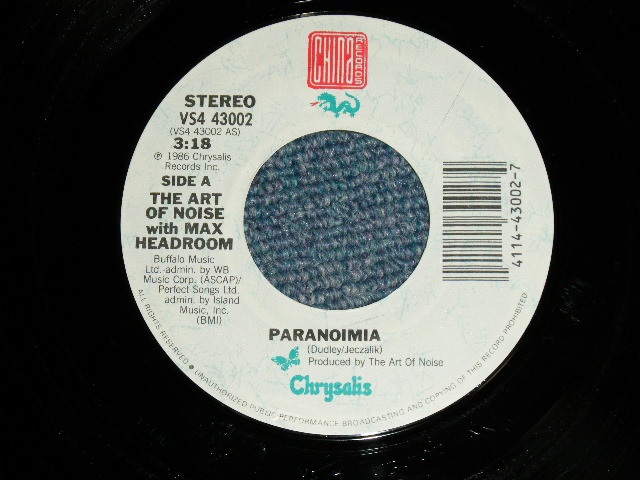 CHINA
RECORDS
STEREO
VS4 43002
(VS4 43002 AS)
3:18
℗ 1986 Chrysalis
Records Inc.
SIDE A
THE ART
OF NOISE
with MAX
HEADROOM
Buffalo Music
Ltd.-admin. by WB
Music Corp. (ASCAP)/
Perfect Songs Ltd.
admin. by Island
Music, Inc.
(BMI)
4114-43002-7
PARANOIMIA
(Dudley/Jeczalik)
Produced by The Art Of Noise
Chrysalis
ALL RIGHTS RESERVED • UNAUTHORIZED PUBLIC PERFORMANCE BROADCASTING AND COPYING OF THIS RECORD PROHIBITED